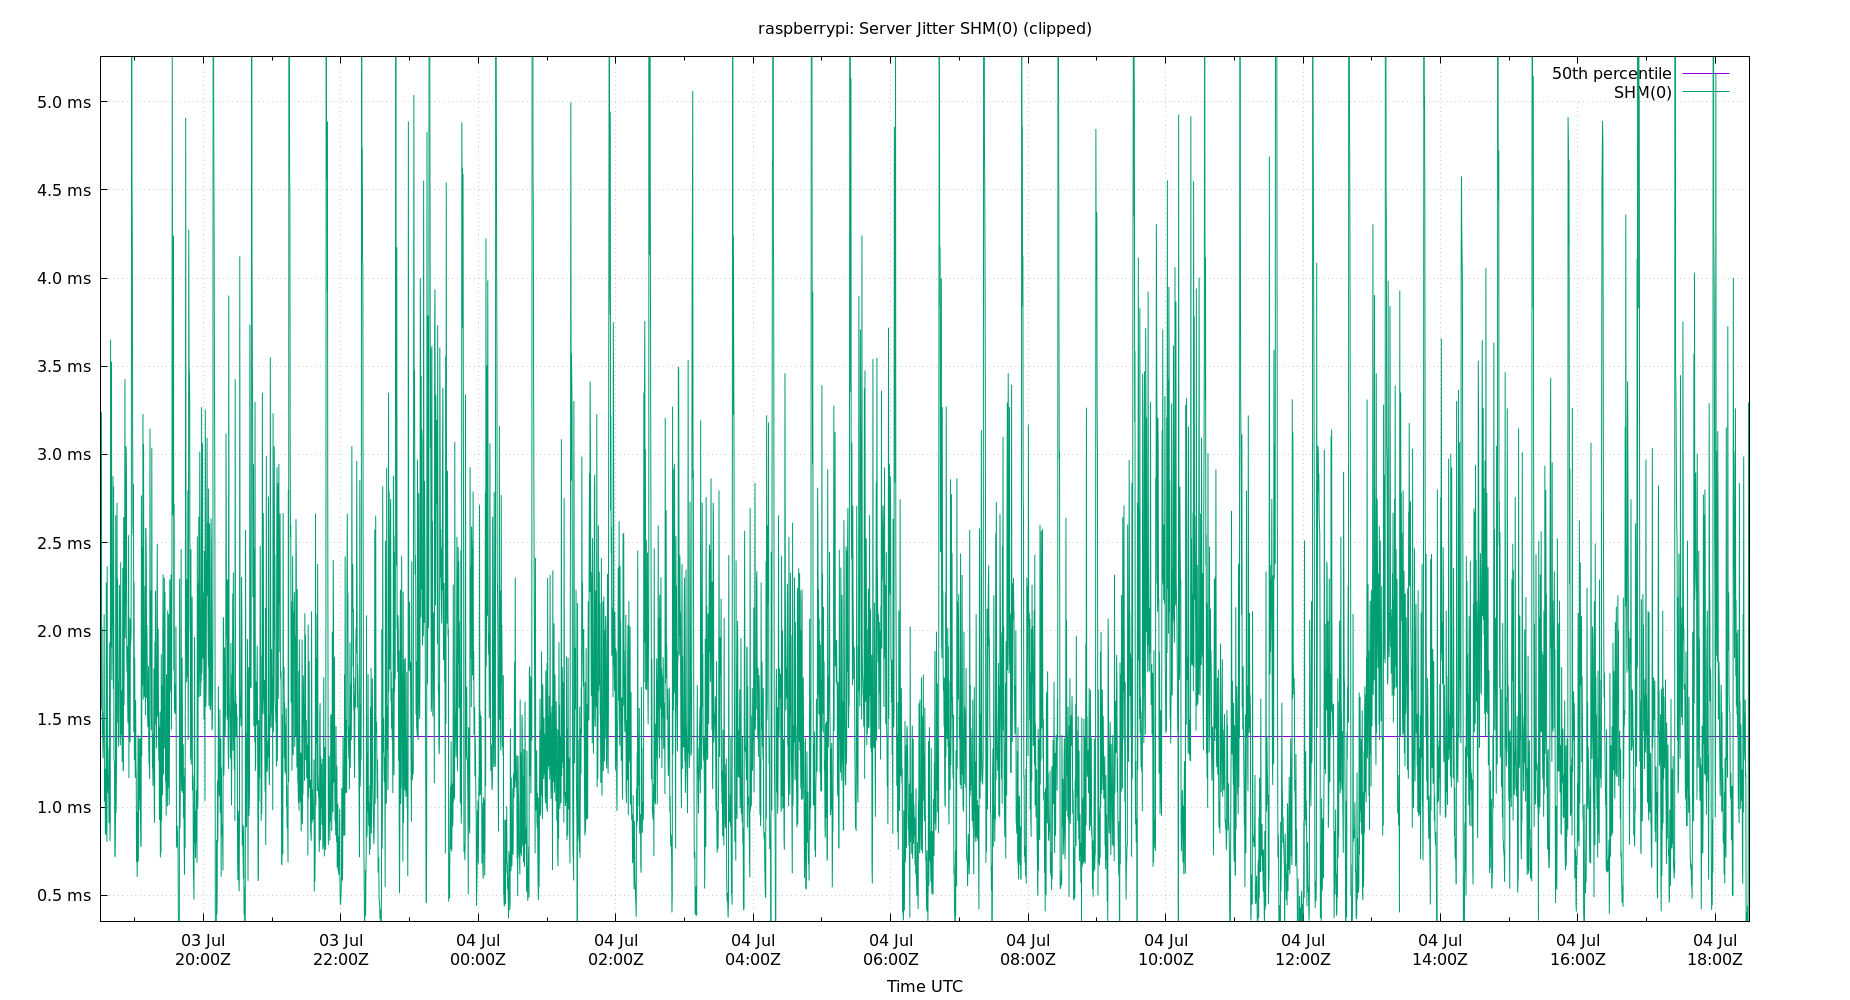 raspberrypi: Server Jitter SHM(0) (clipped)
50th percentile
SHM(0)
5.0 ms
4.5 ms
4.0 ms
3.5 ms
3.0 ms
2.5 ms
2.0 ms
1.5 ms
1.0 ms
0.5 ms
03 Jul 03 Jul 04 Jul 04 Jul 04 Jul 04 Jul 04 Jul 04 Jul 04 Jul 04 Jul 04 Jul 04 Jul
20:00Z 22:00Z 00:00Z 02:00Z 04:00Z 06:00Z 08:00Z 10:00Z 12:00Z 14:00Z 16:00Z 18:00Z
Time UTC